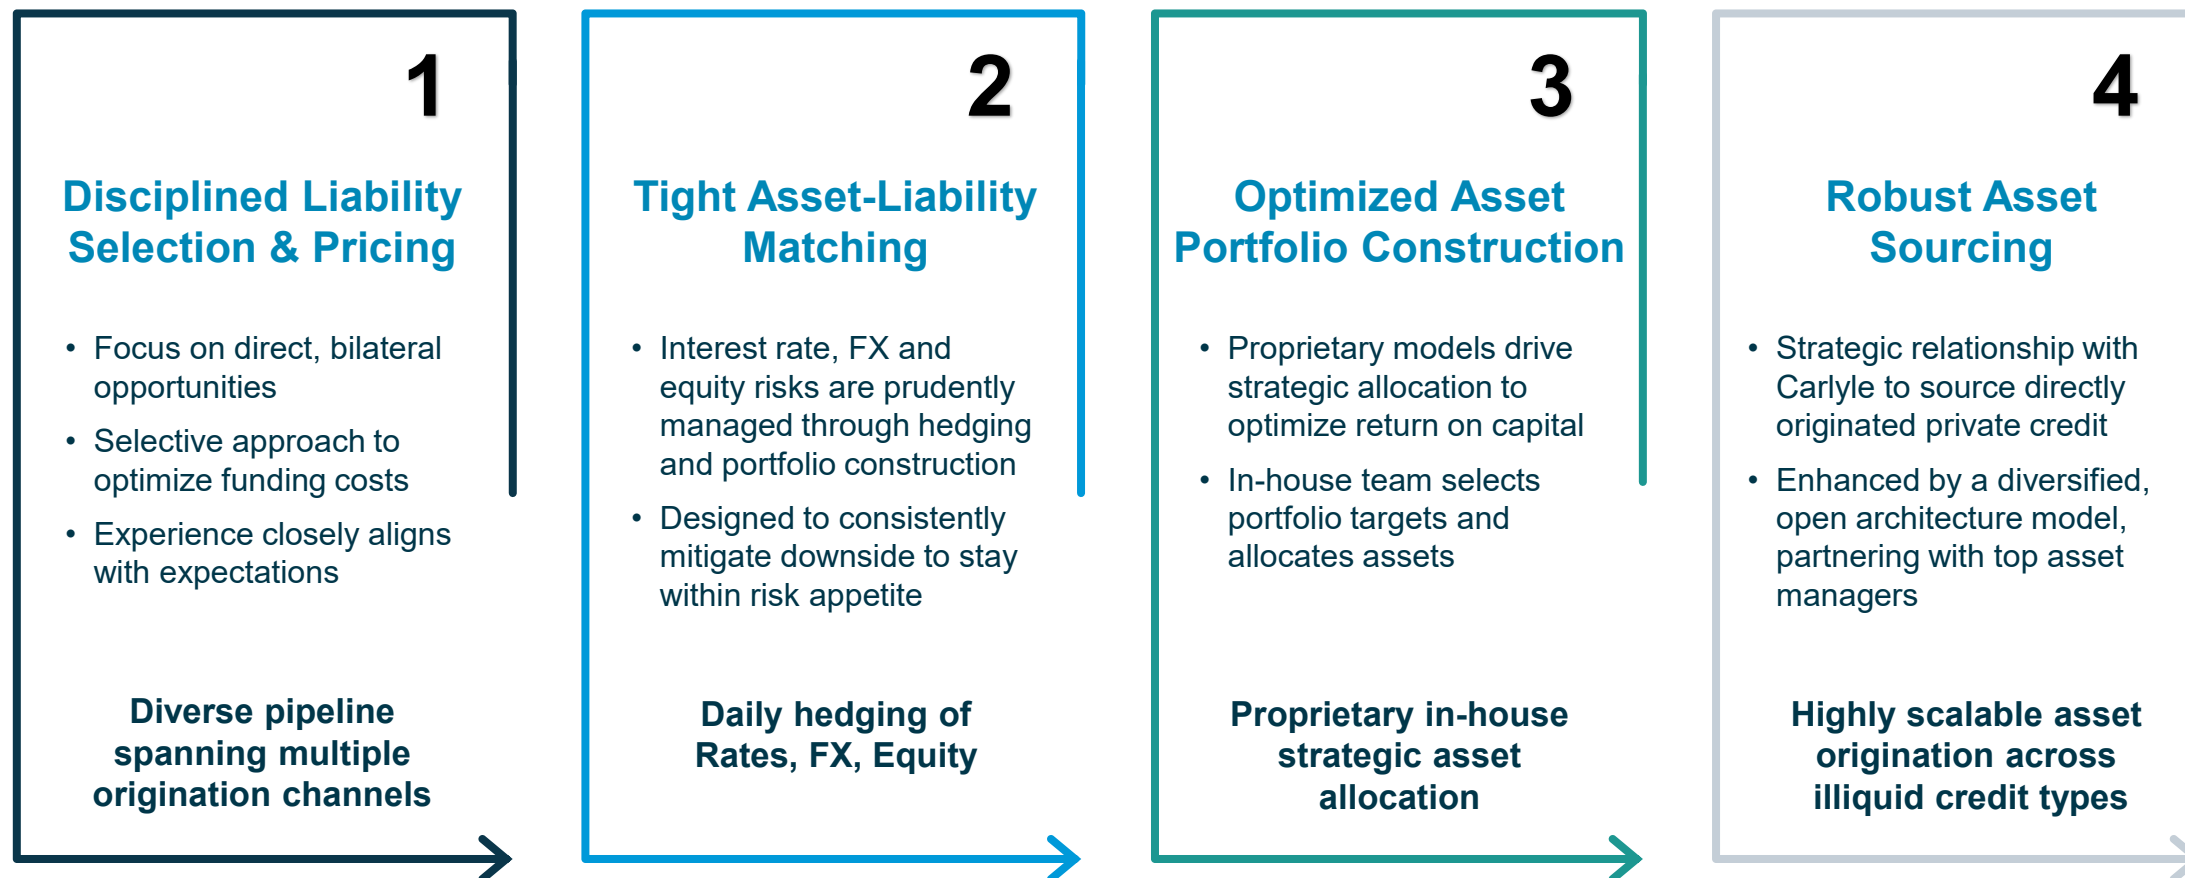 1
Disciplined Liability
Selection & Pricing
• Focus on direct, bilateral
opportunities
• Selective approach to
optimize funding costs
• Experience closely aligns
with expectations
Diverse pipeline
spanning multiple
origination channels
2
Tight Asset-Liability
Matching
• Interest rate, FX and
equity risks are prudently
managed through hedging
and portfolio construction
• Designed to consistently
mitigate downside to stay
within risk appetite
Daily hedging of
Rates, FX, Equity
3
Optimized Asset
Portfolio Construction
• Proprietary models drive
strategic allocation to
optimize return on capital
• In-house team selects
portfolio targets and
allocates assets
Proprietary in-house
strategic asset
allocation
4
Robust Asset
Sourcing
• Strategic relationship with
Carlyle to source directly
originated private credit
• Enhanced by a diversified,
open architecture model,
partnering with top asset
managers
Highly scalable asset
origination across
illiquid credit types